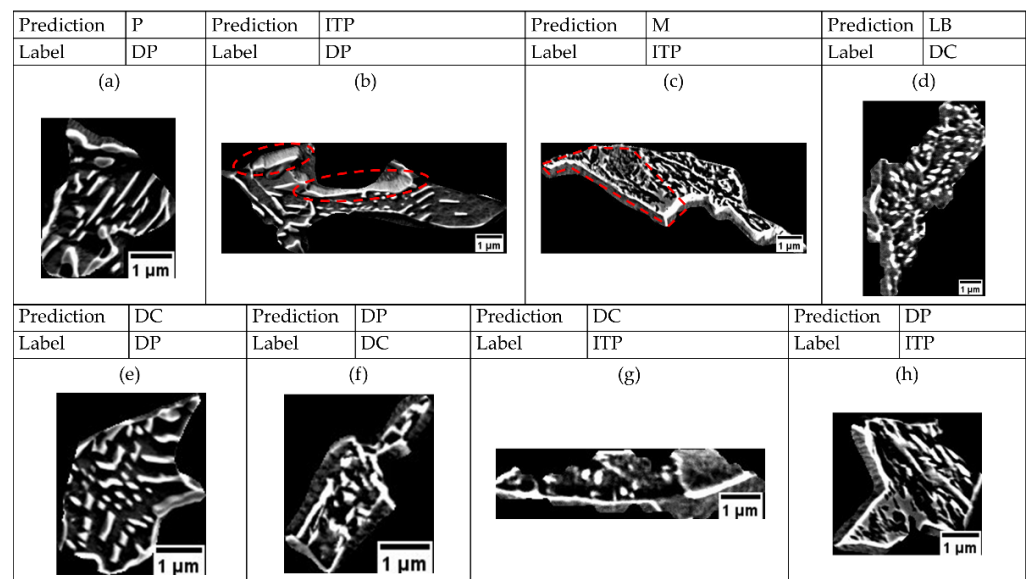 Prediction P Prediction ITP Prediction M Prediction LB
Label DP Label DP Label ITP Label DC
(a) (b) (c) (d)
1 µm 1 µm 1 µm 1 µm
Prediction DC Prediction DP Prediction DC Prediction DP
Label DP Label DC Label ITP Label ITP
(e) (f) (g) (h)
1 µm 1 µm 1 µm 1 µm